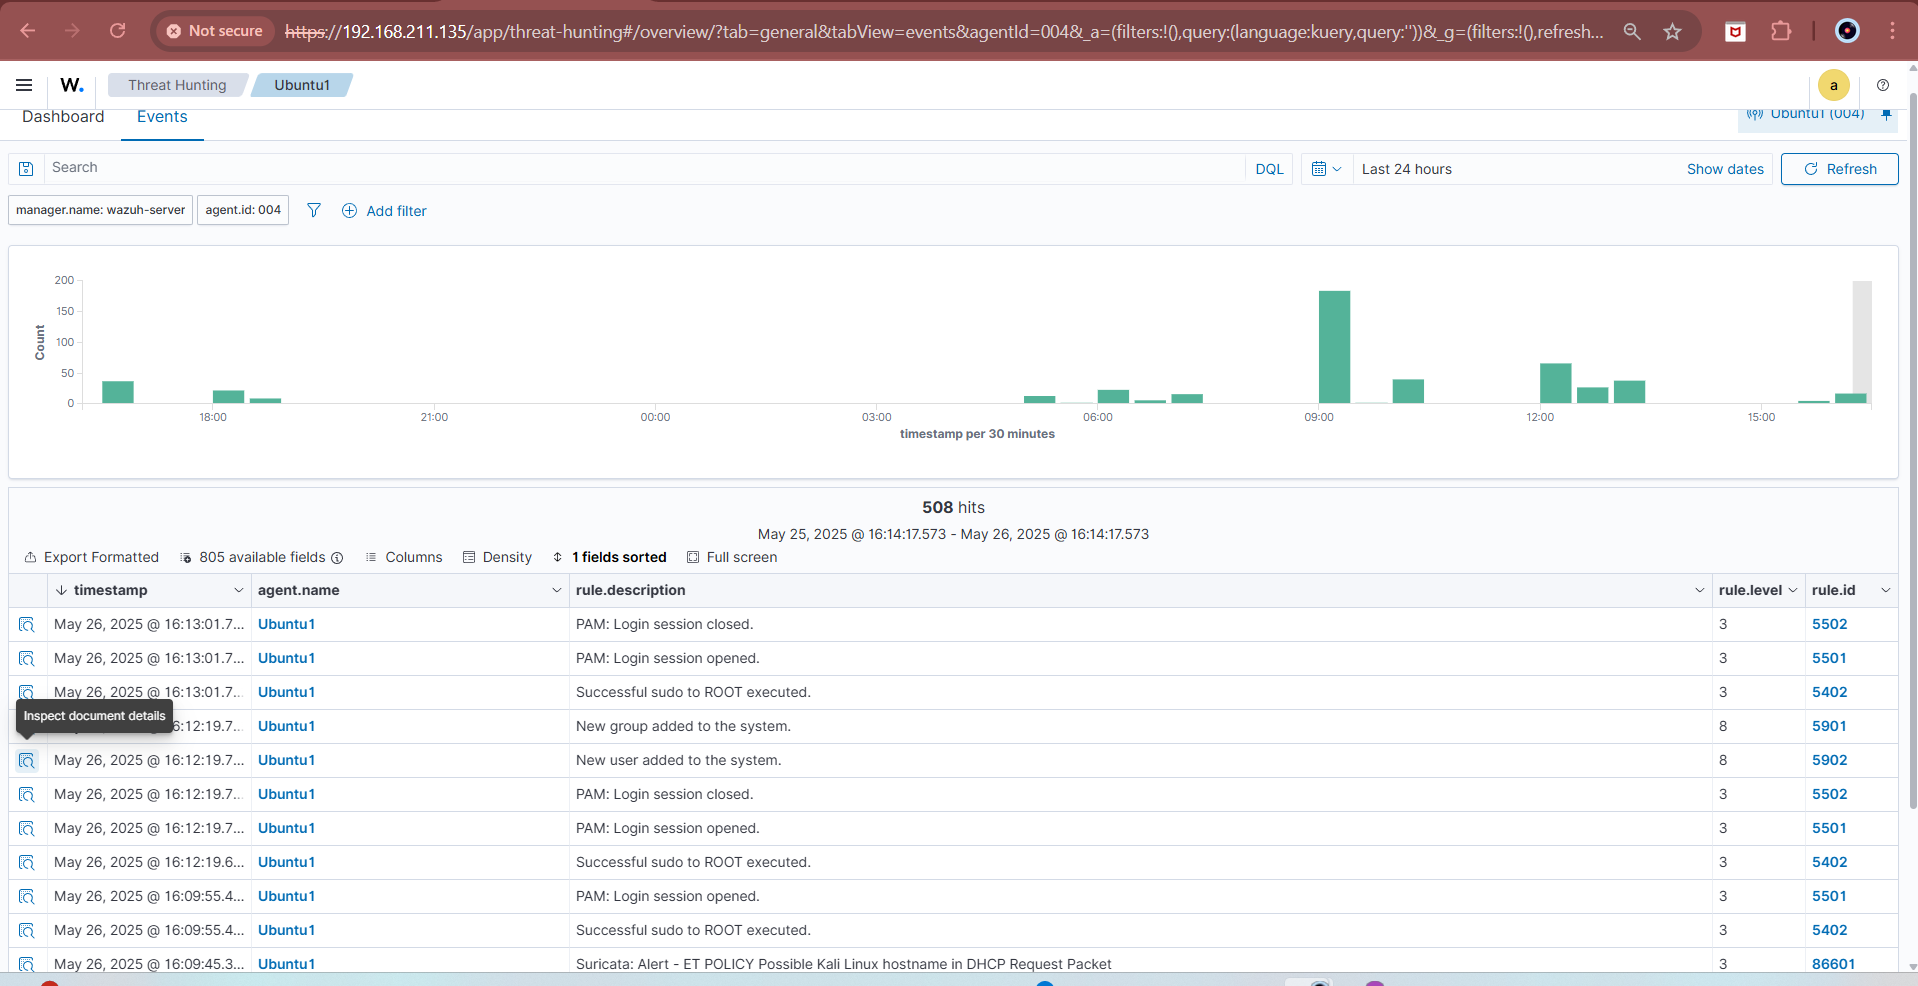 Not secure https://192.168.211.135/app/threat-hunting#/overview/?tab=general&tabView=events&agentId=004&_a=(filters:!(),query:(language:kuery,query:''))&_g=(filters:!(),refresh...
W. Threat Hunting Ubuntu1 a
Dashboard Events Ubuntu1 (004)
Search DQL Last 24 hours Show dates Refresh
manager.name: wazuh-server agent.id: 004 Add filter
200
150
100
50
0
Count
18:00 21:00 00:00 03:00 06:00 09:00 12:00 15:00
timestamp per 30 minutes
508 hits
May 25, 2025 @ 16:14:17.573 - May 26, 2025 @ 16:14:17.573
Export Formatted 805 available fields Columns Density 1 fields sorted Full screen
timestamp agent.name rule.description rule.level rule.id
May 26, 2025 @ 16:13:01.7... Ubuntu1 PAM: Login session closed. 3 5502
May 26, 2025 @ 16:13:01.7... Ubuntu1 PAM: Login session opened. 3 5501
May 26, 2025 @ 16:13:01.7... Ubuntu1 Successful sudo to ROOT executed. 3 5402
Inspect document details
6:12:19.7... Ubuntu1 New group added to the system. 8 5901
May 26, 2025 @ 16:12:19.7... Ubuntu1 New user added to the system. 8 5902
May 26, 2025 @ 16:12:19.7... Ubuntu1 PAM: Login session closed. 3 5502
May 26, 2025 @ 16:12:19.7... Ubuntu1 PAM: Login session opened. 3 5501
May 26, 2025 @ 16:12:19.6... Ubuntu1 Successful sudo to ROOT executed. 3 5402
May 26, 2025 @ 16:09:55.4... Ubuntu1 PAM: Login session opened. 3 5501
May 26, 2025 @ 16:09:55.4... Ubuntu1 Successful sudo to ROOT executed. 3 5402
May 26, 2025 @ 16:09:45.3... Ubuntu1 Suricata: Alert - ET POLICY Possible Kali Linux hostname in DHCP Request Packet 3 86601